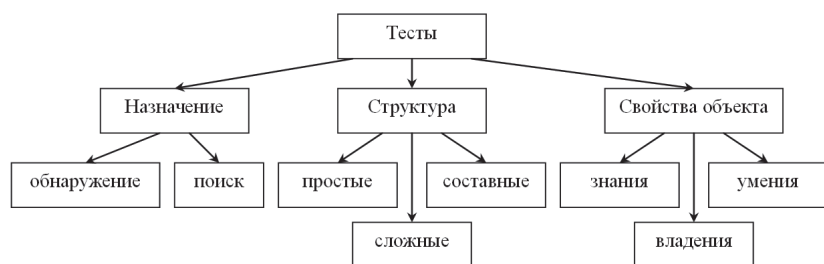 Тесты
Назначение
Структура
Свойства объекта
обнаружение
поиск
простые
составные
знания
умения
сложные
владения